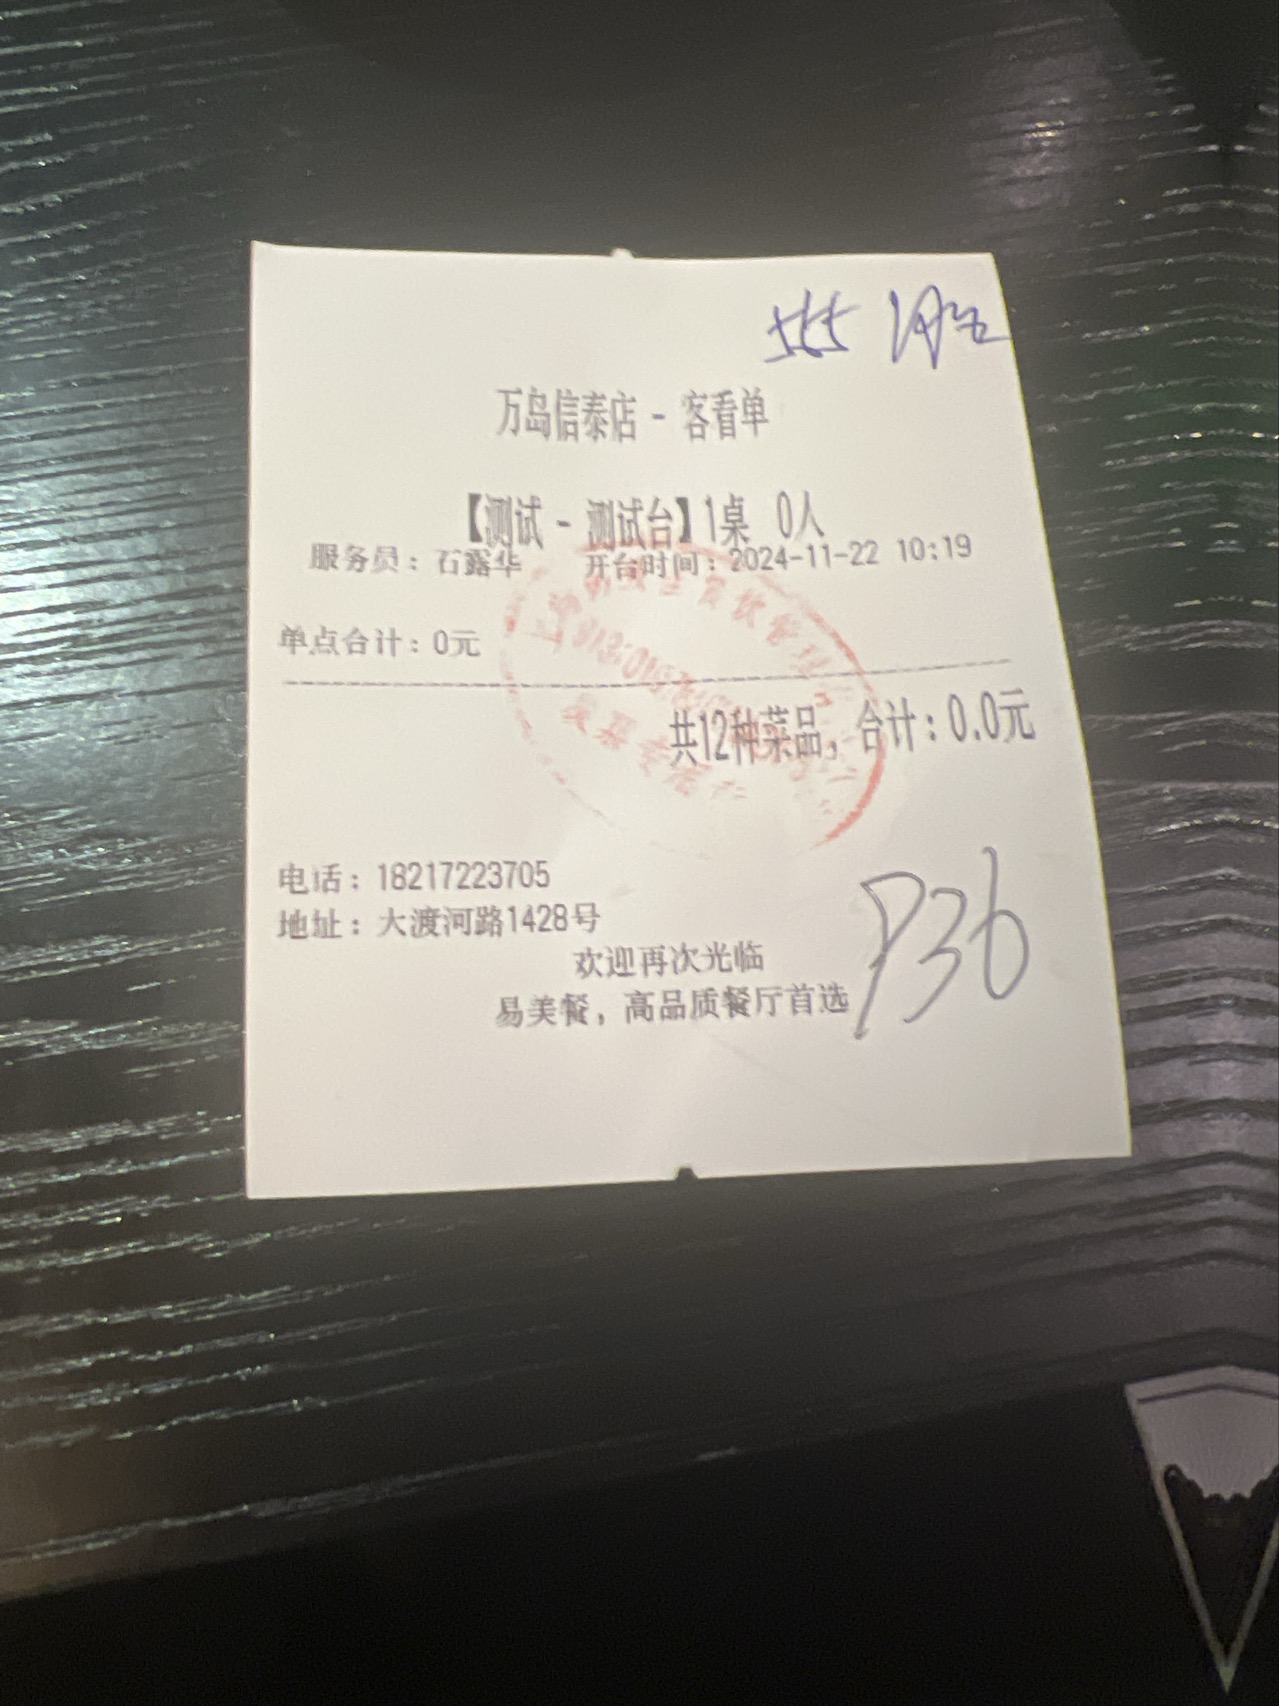 565
万岛信泰店 - 客看单
【测试 - 测试台】1桌 0人
服务员：石露华 开台时间：2024-11-22 10:19
单点合计：0元
共12种菜品，合计：0.0元
电话：18217223705
地址：大渡河路1428号
P36
欢迎再次光临
易美餐，高品质餐厅首选